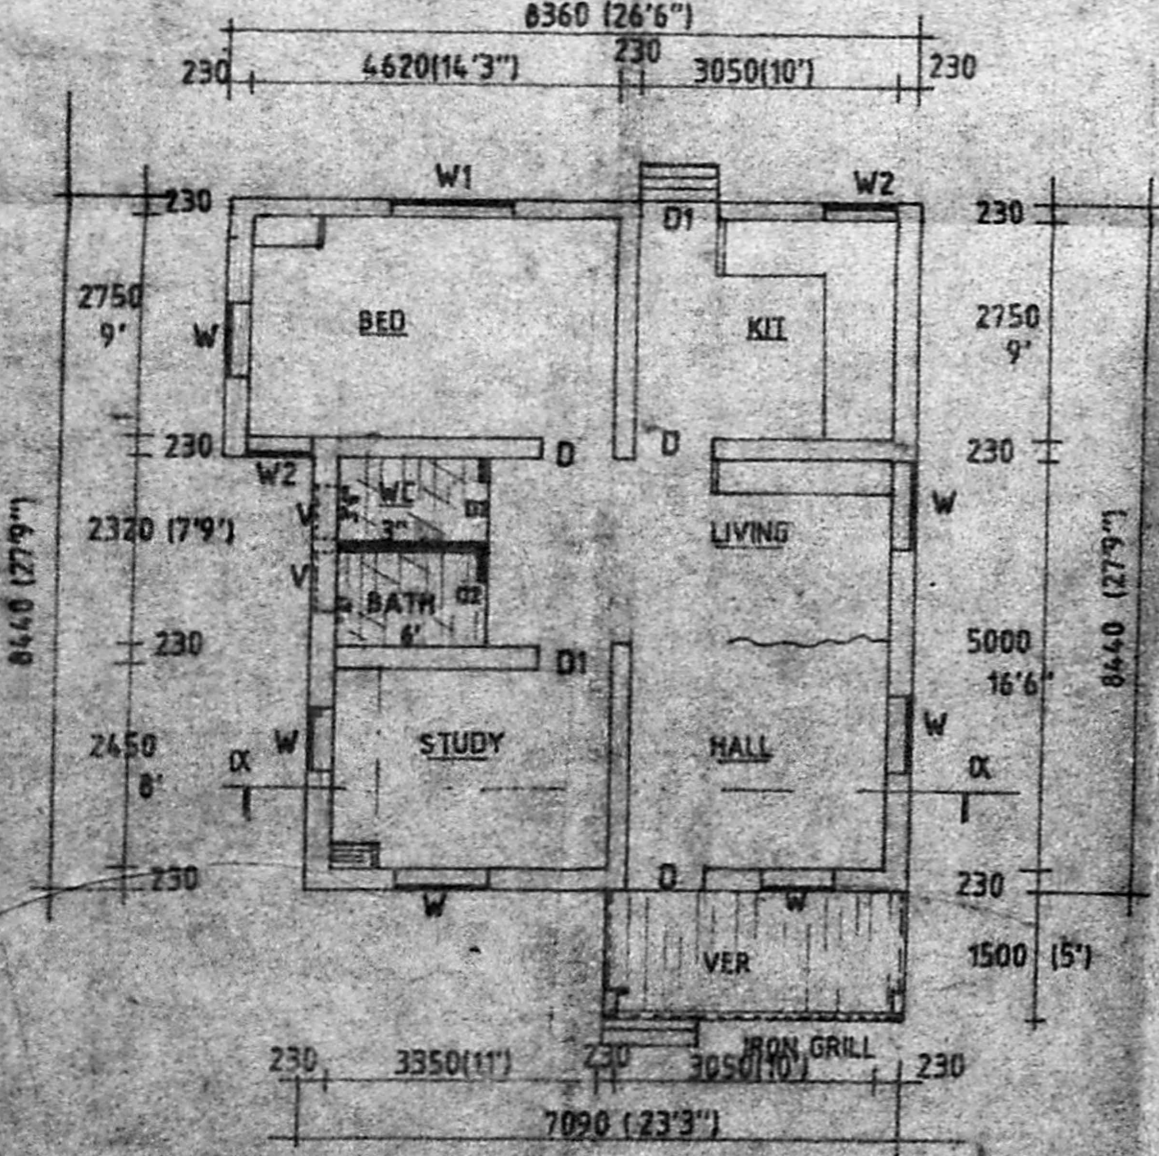 8360 (26'6")
230 4620(14'3") 230 3050(10') 230
W1 W2
230 D1 230
2750
9'
W BED KIT 2750
9'
230 D D 230
W2 WC W
V 3" LIVING
2320 (7'9')
V BATH D2
6'
8440 (27'9") 8440 (27'9")
230 D1 5000
16'6"
2450
8'
W STUDY HALL W
α α
230 D 230
W W
VER 1500 (5')
IRON GRILL
230 3350(11') 230 3050(10') 230
7090 (23'3")